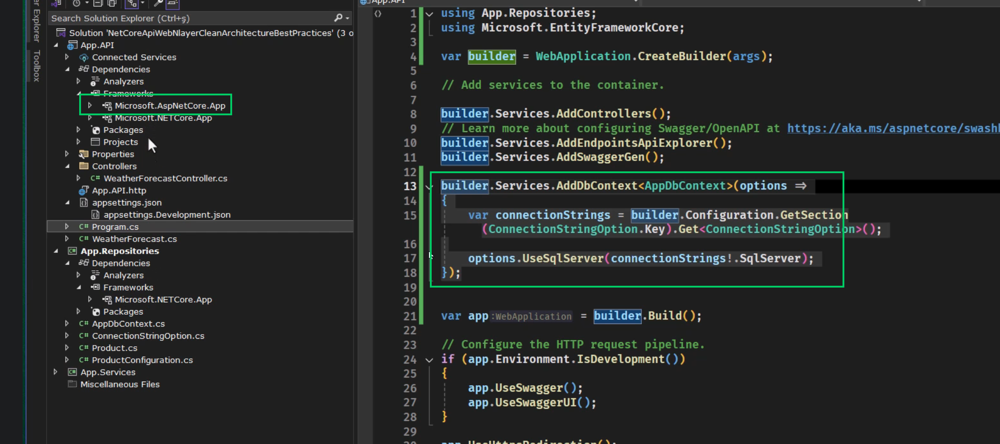 er Explorer
Toolbox
Search Solution Explorer (Ctrl+ş)
Solution 'NetCoreApiWebNlayerCleanArchitectureBestPractices' (3 o
App.API
Connected Services
Dependencies
Analyzers
Frameworks
Microsoft.AspNetCore.App
Microsoft.NETCore.App
Packages
Projects
Properties
Controllers
C# WeatherForecastController.cs
App.API.http
appsettings.json
appsettings.Development.json
C# Program.cs
C# WeatherForecast.cs
C# App.Repositories
Dependencies
Analyzers
Frameworks
Microsoft.NETCore.App
Packages
C# AppDbContext.cs
C# ConnectionStringOption.cs
C# Product.cs
C# ProductConfiguration.cs
C# App.Services
Miscellaneous Files
App.API
1 using App.Repositories;
2 using Microsoft.EntityFrameworkCore;
3
4 var builder = WebApplication.CreateBuilder(args);
5
6 // Add services to the container.
7
8 builder.Services.AddControllers();
9 // Learn more about configuring Swagger/OpenAPI at https://aka.ms/aspnetcore/swash
10 builder.Services.AddEndpointsApiExplorer();
11 builder.Services.AddSwaggerGen();
12
13 builder.Services.AddDbContext<AppDbContext>(options =>
14 {
15 var connectionStrings = builder.Configuration.GetSection
(ConnectionStringOption.Key).Get<ConnectionStringOption>();
16
17 options.UseSqlServer(connectionStrings!.SqlServer);
18 });
19
20
21 var app:WebApplication = builder.Build();
22
23 // Configure the HTTP request pipeline.
24 if (app.Environment.IsDevelopment())
25 {
26 app.UseSwagger();
27 app.UseSwaggerUI();
28 }
29
30 app.UseHttpsRedirection();